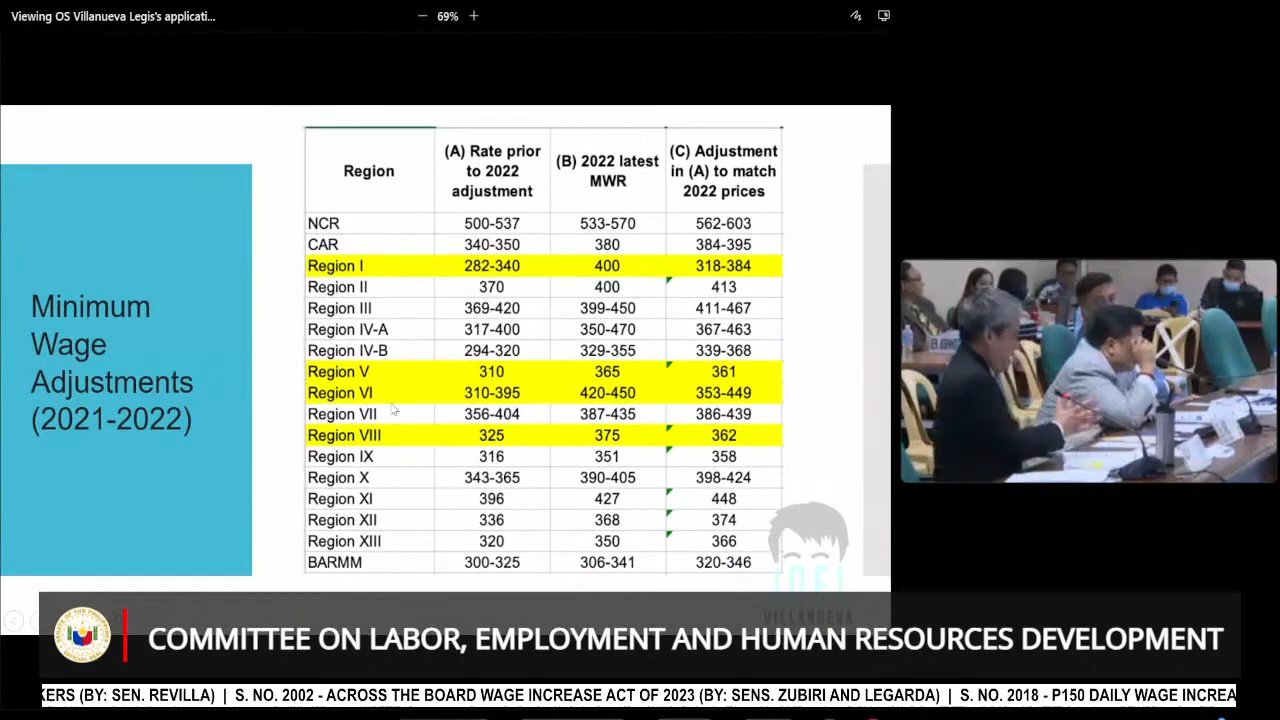 Viewing OS Villanueva Legis's applicati...
69%
Minimum
Wage
Adjustments
(2021-2022)
Region
(A) Rate prior to 2022 adjustment
(B) 2022 latest MWR
(C) Adjustment in (A) to match 2022 prices
NCR 500-537 533-570 562-603
CAR 340-350 380 384-395
Region I 282-340 400 318-384
Region II 370 400 413
Region III 369-420 399-450 411-467
Region IV-A 317-400 350-470 367-463
Region IV-B 294-320 329-355 339-368
Region V 310 365 361
Region VI 310-395 420-450 353-449
Region VII 356-404 387-435 386-439
Region VIII 325 375 362
Region IX 316 351 358
Region X 343-365 390-405 398-424
Region XI 396 427 448
Region XII 336 368 374
Region XIII 320 350 366
BARMM 300-325 306-341 320-346
JOEL
VILLANUEVA
COMMITTEE ON LABOR, EMPLOYMENT AND HUMAN RESOURCES DEVELOPMENT
KERS (BY: SEN. REVILLA) | S. NO. 2002 - ACROSS THE BOARD WAGE INCREASE ACT OF 2023 (BY: SENS. ZUBIRI AND LEGARDA) | S. NO. 2018 - P150 DAILY WAGE INCREA